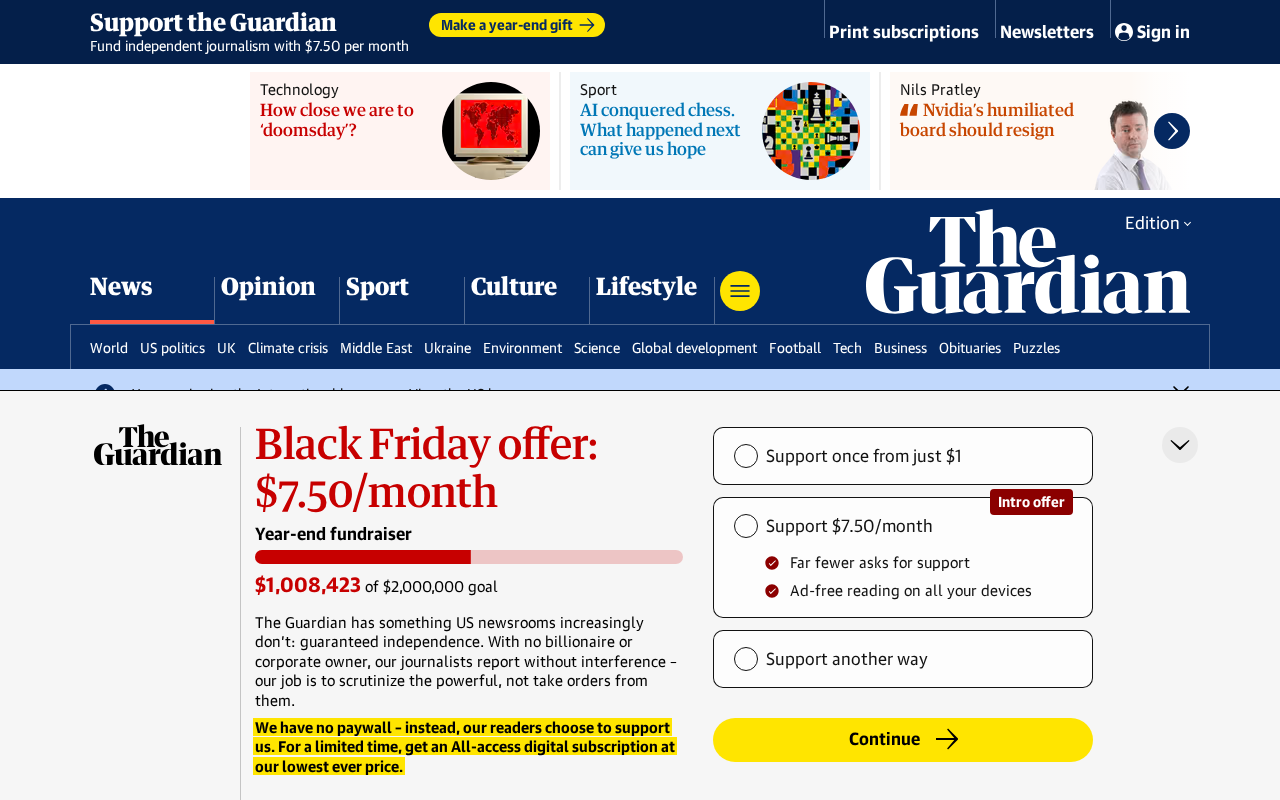 Support the Guardian
Fund independent journalism with $7.50 per month
Make a year-end gift
Print subscriptions
Newsletters
Sign in
Technology
How close we are to
‘doomsday’?
Sport
AI conquered chess.
What happened next
can give us hope
Nils Pratley
Nvidia’s humiliated
board should resign
Edition
The
Guardian
News
Opinion
Sport
Culture
Lifestyle
World
US politics
UK
Climate crisis
Middle East
Ukraine
Environment
Science
Global development
Football
Tech
Business
Obituaries
Puzzles
The
Guardian
Black Friday offer:
$7.50/month
Year-end fundraiser
$1,008,423 of $2,000,000 goal
The Guardian has something US newsrooms increasingly
don’t: guaranteed independence. With no billionaire or
corporate owner, our journalists report without interference –
our job is to scrutinize the powerful, not take orders from
them.
We have no paywall – instead, our readers choose to support
us. For a limited time, get an All-access digital subscription at
our lowest ever price.
Support once from just $1
Intro offer
Support $7.50/month
Far fewer asks for support
Ad-free reading on all your devices
Support another way
Continue